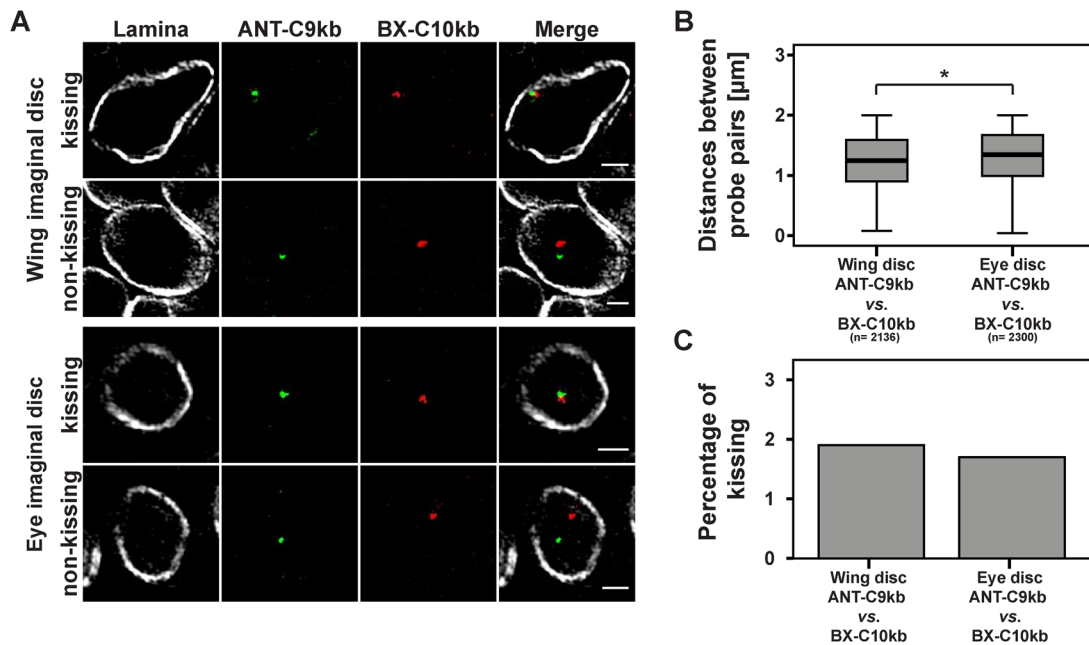 A
Lamina
ANT-C9kb
BX-C10kb
Merge
Wing imaginal disc
kissing
non-kissing
Eye imaginal disc
kissing
non-kissing
B
Distances between
probe pairs [µm]
3
2
1
0
*
Wing disc
ANT-C9kb
vs.
BX-C10kb
(n= 2136)
Eye disc
ANT-C9kb
vs.
BX-C10kb
(n= 2300)
C
Percentage of
kissing
3
2
1
0
Wing disc
ANT-C9kb
vs.
BX-C10kb
Eye disc
ANT-C9kb
vs.
BX-C10kb